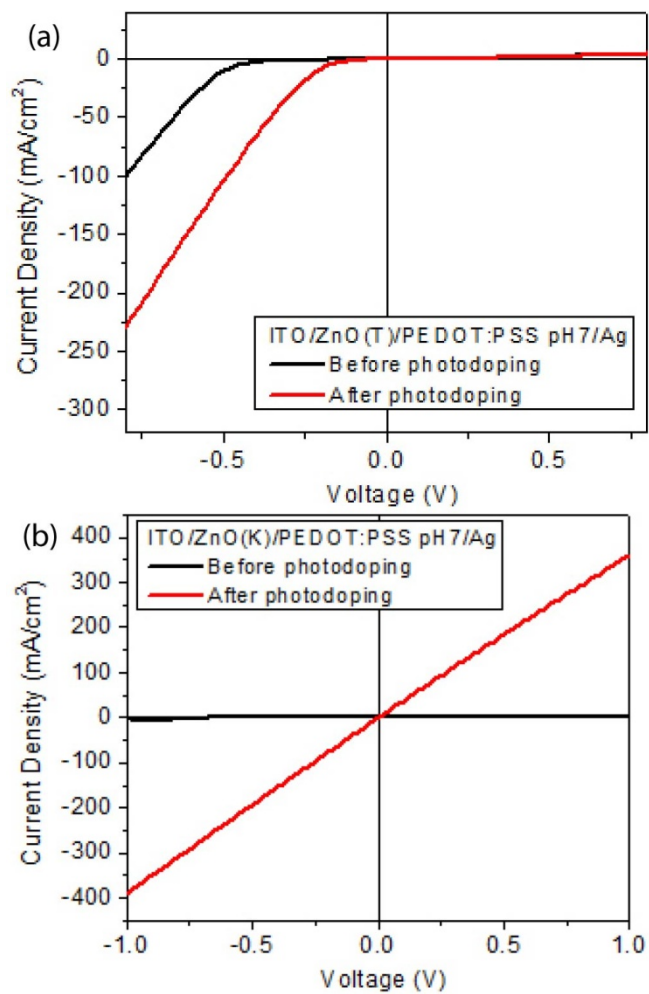 (a)
0
-50
-100
-150
-200
-250
-300
Current Density (mA/cm²)
ITO/ZnO(T)/PEDOT:PSS pH7/Ag
Before photodoping
After photodoping
-0.5 0.0 0.5
Voltage (V)
(b)
400
300
200
100
0
-100
-200
-300
-400
Current Density (mA/cm²)
ITO/ZnO(K)/PEDOT:PSS pH7/Ag
Before photodoping
After photodoping
-1.0 -0.5 0.0 0.5 1.0
Voltage (V)